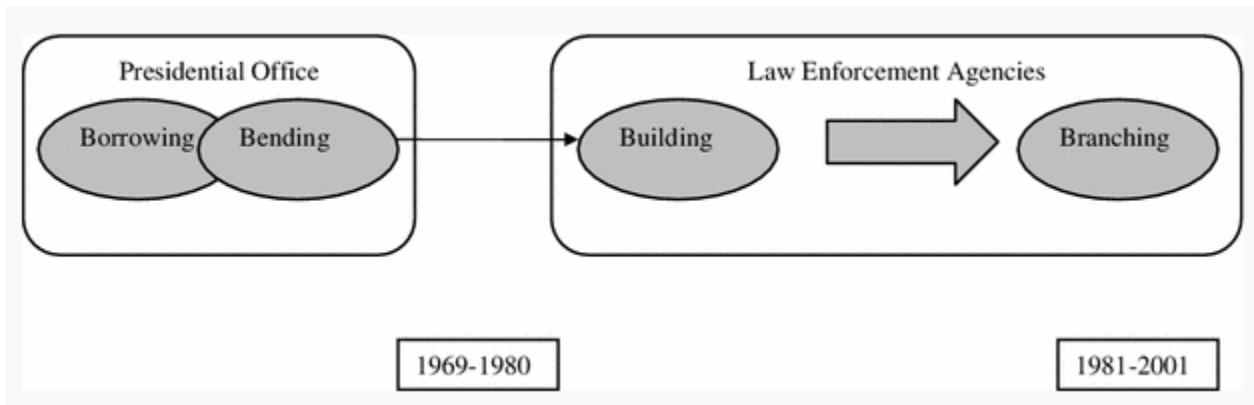 Presidential Office
Borrowing
Bending
Law Enforcement Agencies
Building
Branching
1969-1980
1981-2001